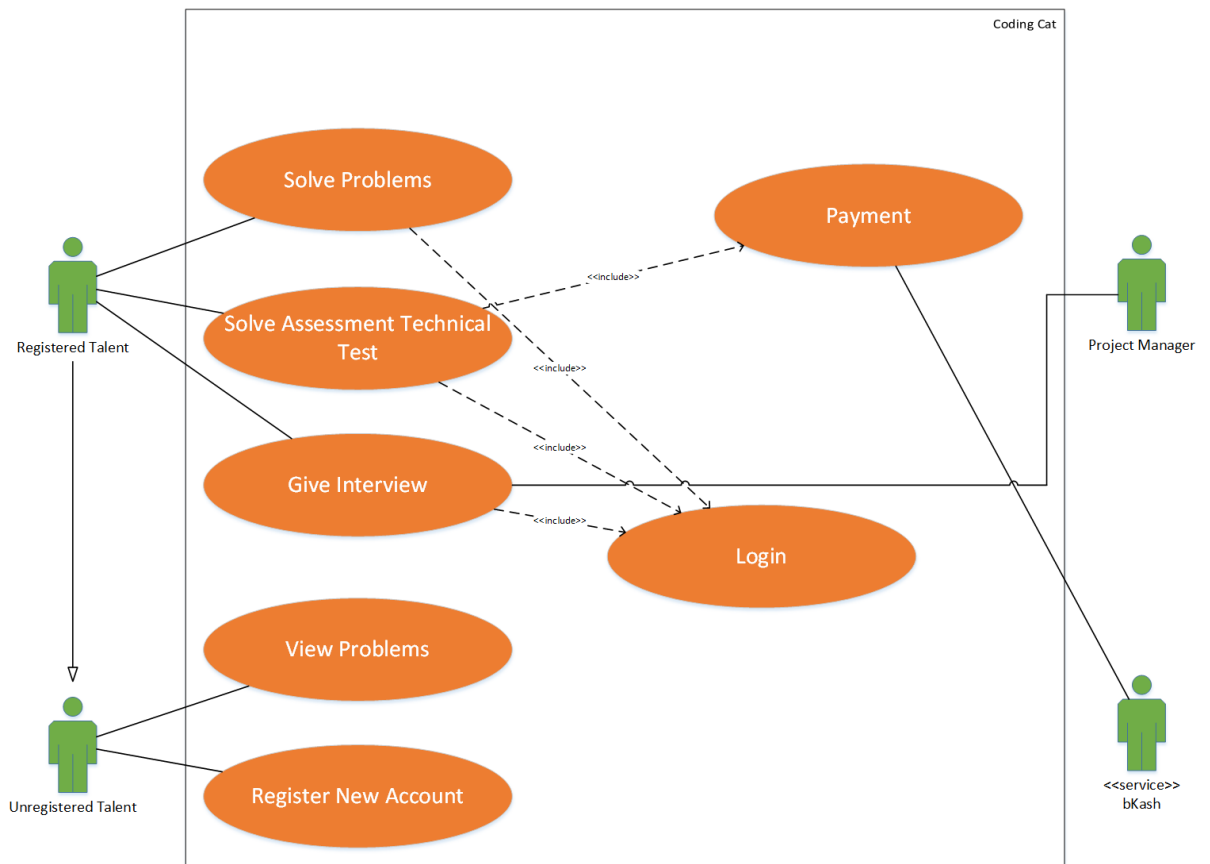 Coding Cat
Solve Problems
Payment
<<include>>
Registered Talent
Solve Assessment Technical
Test
Project Manager
<<include>>
<<include>>
Give Interview
<<include>>
Login
View Problems
Unregistered Talent
Register New Account
<<service>>
bKash